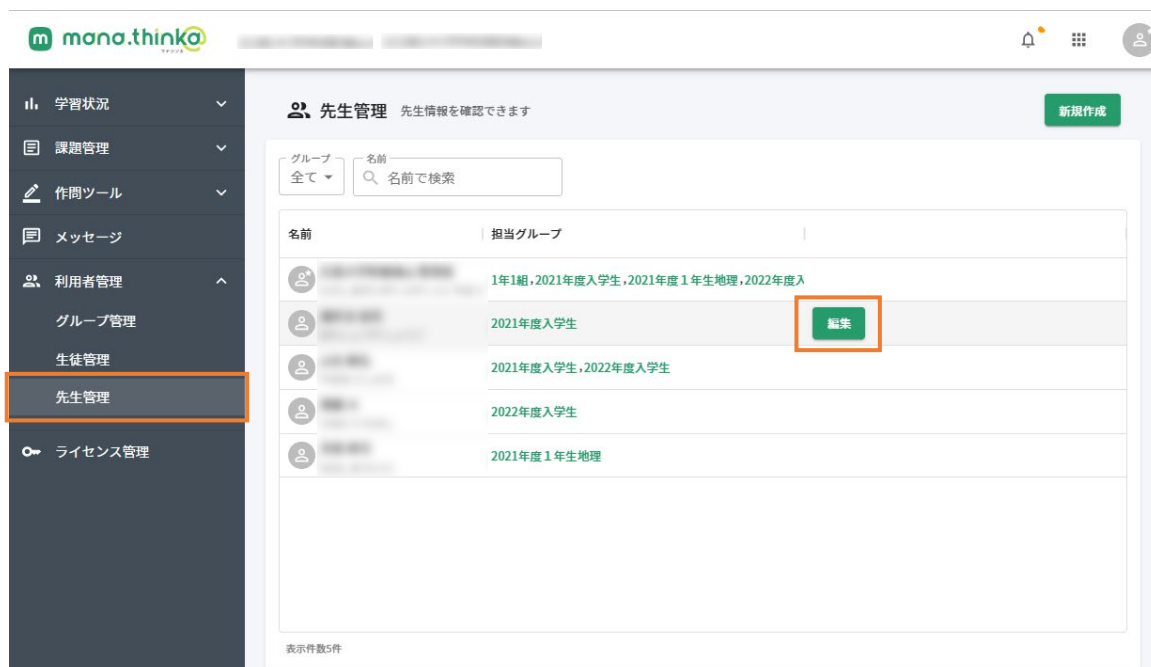 m mana.think@
マナシンカ
学習状況
課題管理
作問ツール
メッセージ
利用者管理
グループ管理
生徒管理
先生管理
ライセンス管理
先生管理 先生情報を確認できます
新規作成
グループ 名前
全て 名前で検索
名前 担当グループ
1年1組,2021年度入学生,2021年度1年生地理,2022年度入
2021年度入学生 編集
2021年度入学生,2022年度入学生
2022年度入学生
2021年度1年生地理
表示件数5件